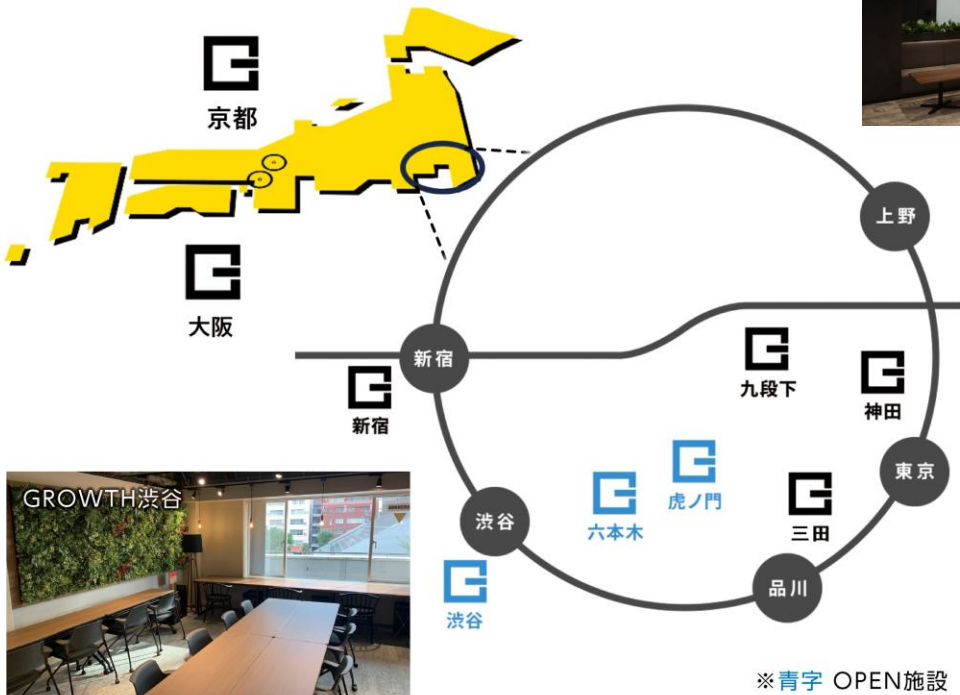 京都
大阪
上野
新宿
新宿
九段下
神田
東京
虎ノ門
六本木
三田
渋谷
品川
渋谷
GROWTH渋谷
※青字 OPEN施設